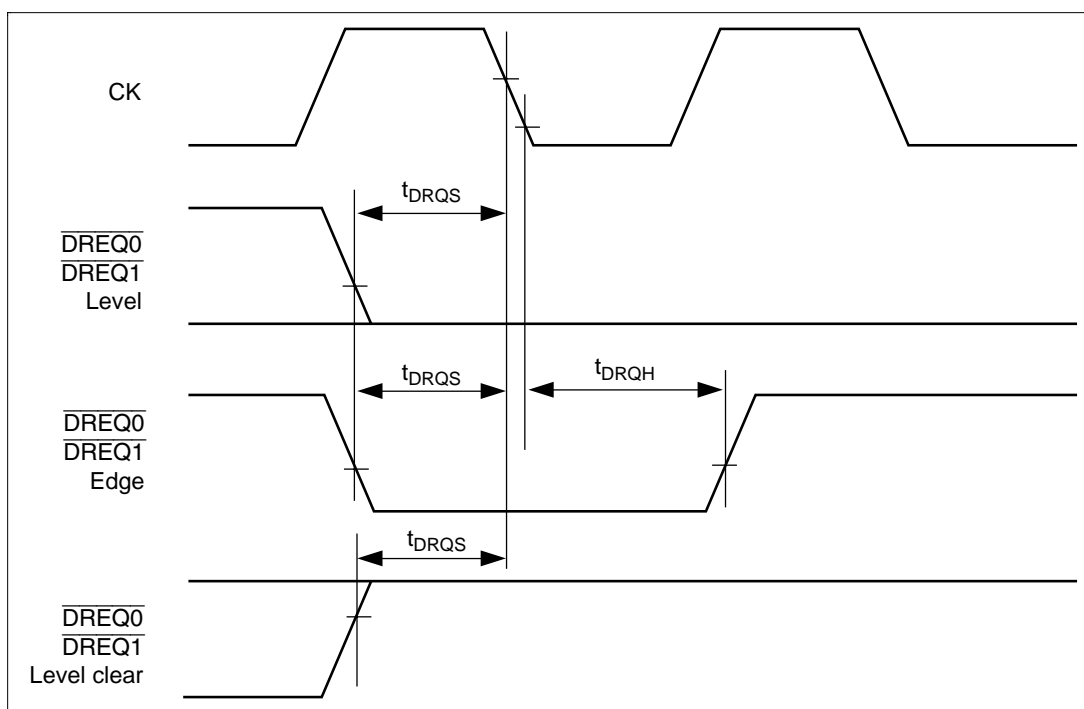 CK
tDRQS
DREQ0
DREQ1
Level
tDRQS
tDRQH
DREQ0
DREQ1
Edge
tDRQS
DREQ0
DREQ1
Level clear